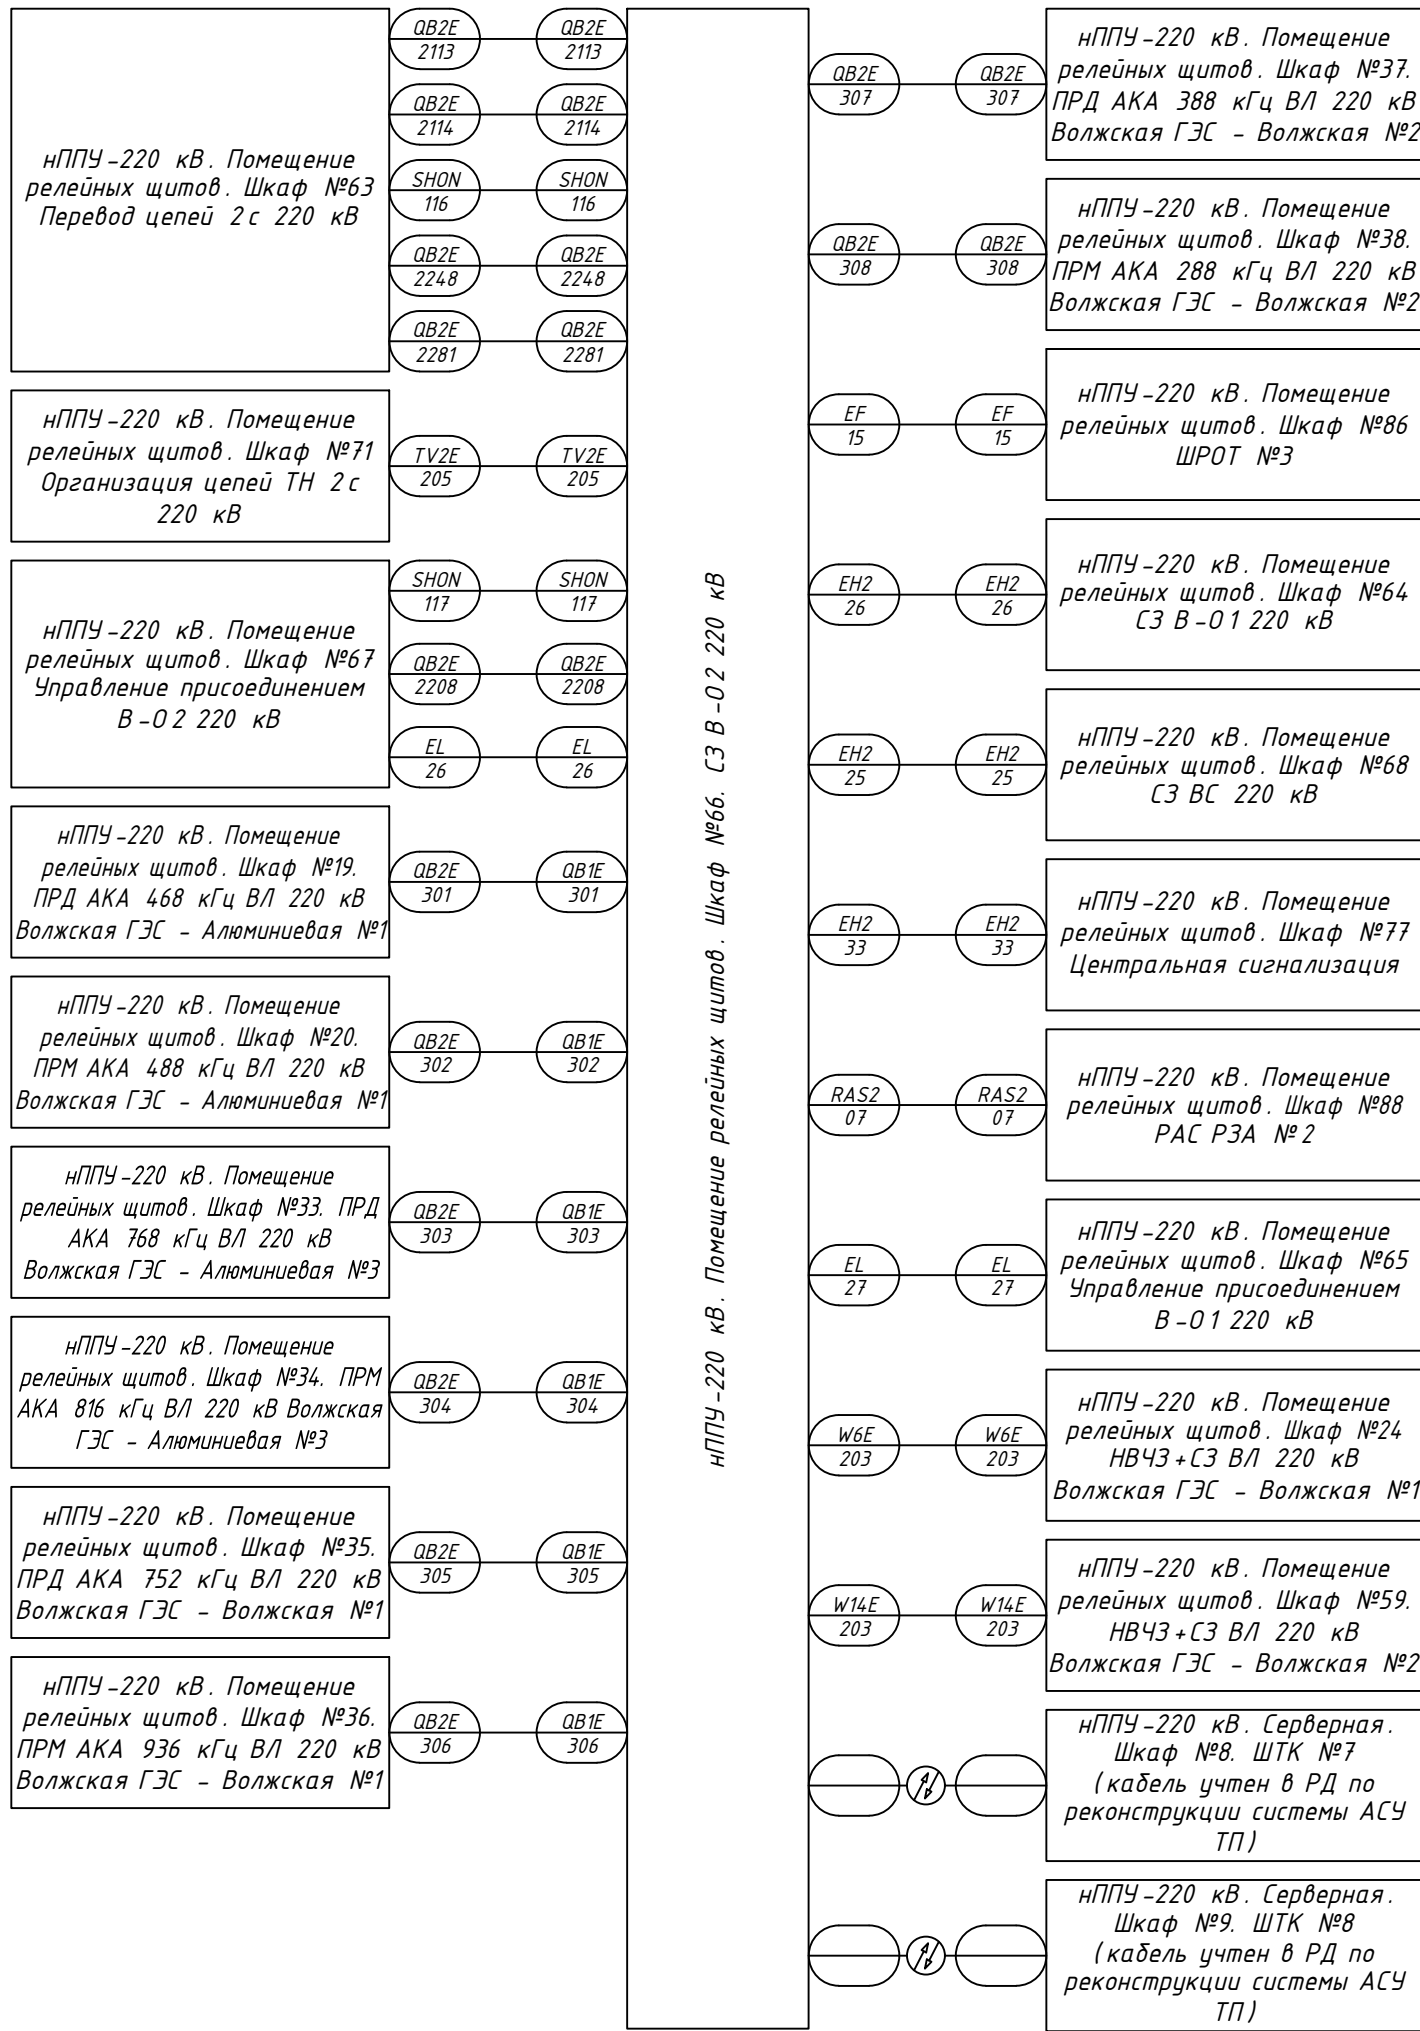 нППУ-220 кВ. Помещение
релейных щитов. Шкаф №63
Перевод цепей 2с 220 кВ
QB2E
2113
QB2E
2113
QB2E
2114
QB2E
2114
SHON
116
SHON
116
QB2E
2248
QB2E
2248
QB2E
2281
QB2E
2281
нППУ-220 кВ. Помещение
релейных щитов. Шкаф №71
Организация цепей ТН 2с
220 кВ
TV2E
205
TV2E
205
нППУ-220 кВ. Помещение
релейных щитов. Шкаф №67
Управление присоединением
В-О2 220 кВ
SHON
117
SHON
117
QB2E
2208
QB2E
2208
EL
26
EL
26
нППУ-220 кВ. Помещение
релейных щитов. Шкаф №19.
ПРД АКА 468 кГц ВЛ 220 кВ
Волжская ГЭС - Алюминиевая №1
QB2E
301
QB1E
301
нППУ-220 кВ. Помещение
релейных щитов. Шкаф №20.
ПРМ АКА 488 кГц ВЛ 220 кВ
Волжская ГЭС - Алюминиевая №1
QB2E
302
QB1E
302
нППУ-220 кВ. Помещение
релейных щитов. Шкаф №33. ПРД
АКА 768 кГц ВЛ 220 кВ
Волжская ГЭС - Алюминиевая №3
QB2E
303
QB1E
303
нППУ-220 кВ. Помещение
релейных щитов. Шкаф №34. ПРМ
АКА 816 кГц ВЛ 220 кВ Волжская
ГЭС - Алюминиевая №3
QB2E
304
QB1E
304
нППУ-220 кВ. Помещение
релейных щитов. Шкаф №35.
ПРД АКА 752 кГц ВЛ 220 кВ
Волжская ГЭС - Волжская №1
QB2E
305
QB1E
305
нППУ-220 кВ. Помещение
релейных щитов. Шкаф №36.
ПРМ АКА 936 кГц ВЛ 220 кВ
Волжская ГЭС - Волжская №1
QB2E
306
QB1E
306
нППУ-220 кВ. Помещение релейных щитов. Шкаф №66. СЗ В-О2 220 кВ
QB2E
307
QB2E
307
нППУ-220 кВ. Помещение
релейных щитов. Шкаф №37.
ПРД АКА 388 кГц ВЛ 220 кВ
Волжская ГЭС - Волжская №2
QB2E
308
QB2E
308
нППУ-220 кВ. Помещение
релейных щитов. Шкаф №38.
ПРМ АКА 288 кГц ВЛ 220 кВ
Волжская ГЭС - Волжская №2
EF
15
EF
15
нППУ-220 кВ. Помещение
релейных щитов. Шкаф №86
ШРОТ №3
EH2
26
EH2
26
нППУ-220 кВ. Помещение
релейных щитов. Шкаф №64
СЗ В-О1 220 кВ
EH2
25
EH2
25
нППУ-220 кВ. Помещение
релейных щитов. Шкаф №68
СЗ ВС 220 кВ
EH2
33
EH2
33
нППУ-220 кВ. Помещение
релейных щитов. Шкаф №77
Центральная сигнализация
RAS2
07
RAS2
07
нППУ-220 кВ. Помещение
релейных щитов. Шкаф №88
РАС РЗА №2
EL
27
EL
27
нППУ-220 кВ. Помещение
релейных щитов. Шкаф №65
Управление присоединением
В-О1 220 кВ
W6E
203
W6E
203
нППУ-220 кВ. Помещение
релейных щитов. Шкаф №24
НВЧЗ+СЗ ВЛ 220 кВ
Волжская ГЭС - Волжская №1
W14E
203
W14E
203
нППУ-220 кВ. Помещение
релейных щитов. Шкаф №59.
НВЧЗ+СЗ ВЛ 220 кВ
Волжская ГЭС - Волжская №2
нППУ-220 кВ. Серверная.
Шкаф №8. ШТК №7
(кабель учтен в РД по
реконструкции системы АСУ
ТП)
нППУ-220 кВ. Серверная.
Шкаф №9. ШТК №8
(кабель учтен в РД по
реконструкции системы АСУ
ТП)